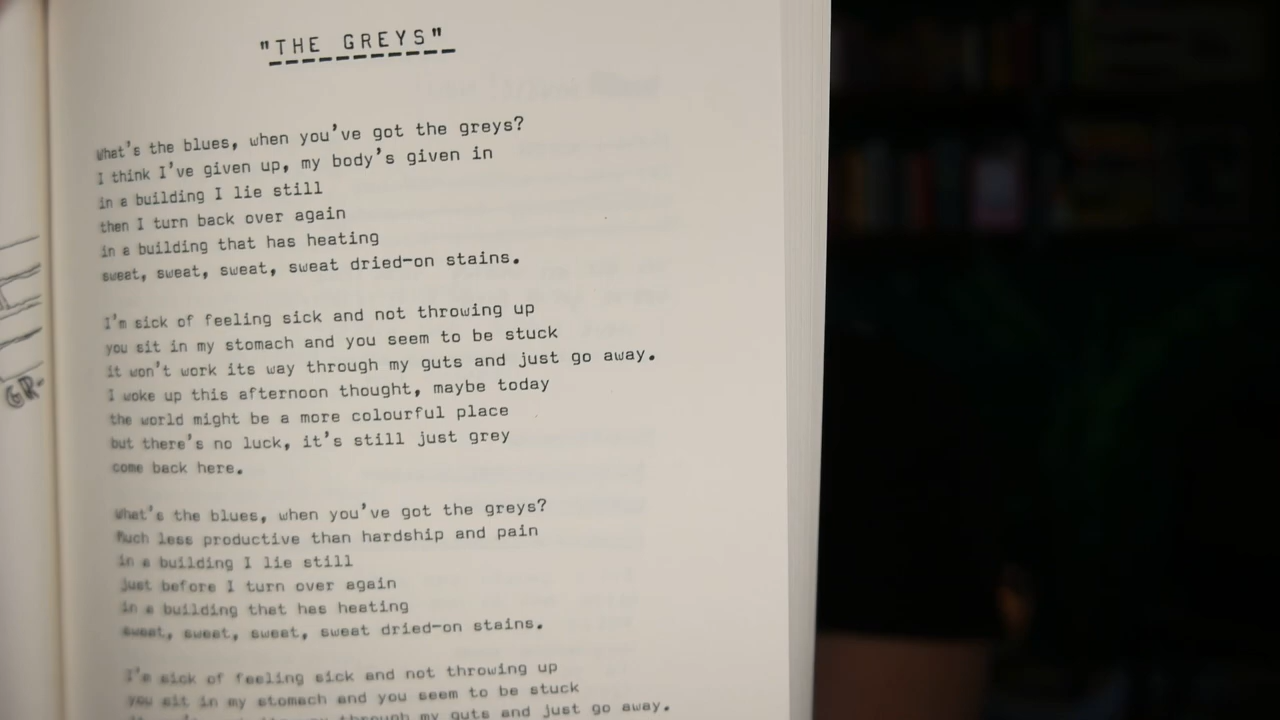 "THE GREYS"
What's the blues, when you've got the greys?
I think I've given up, my body's given in
in a building I lie still
then I turn back over again
in a building that has heating
sweat, sweat, sweat, sweat dried-on stains.
I'm sick of feeling sick and not throwing up
you sit in my stomach and you seem to be stuck
it won't work its way through my guts and just go away.
I woke up this afternoon thought, maybe today
the world might be a more colourful place
but there's no luck, it's still just grey
come back here.
What's the blues, when you've got the greys?
Much less productive than hardship and pain
in a building I lie still
just before I turn over again
in a building that has heating
sweat, sweat, sweat, sweat dried-on stains.
I'm sick of feeling sick and not throwing up
you sit in my stomach and you seem to be stuck
it won't work its way through my guts and just go away.
GR